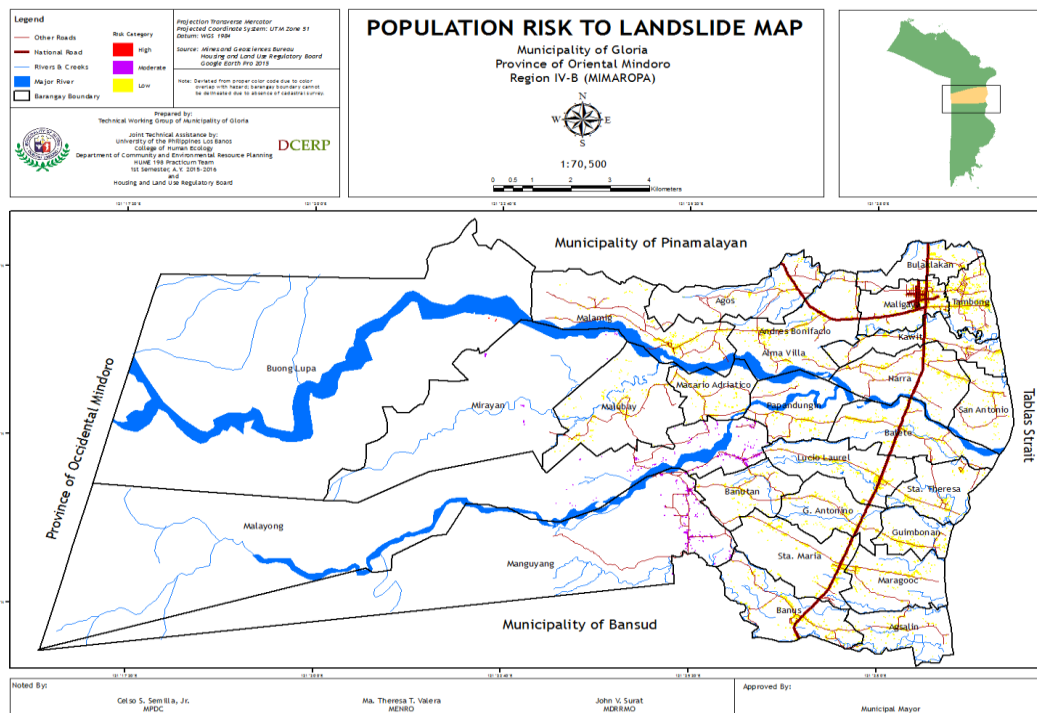 Legend
Other Roads
National Road
Rivers & Creeks
Major River
Barangay Boundary
Risk Category
High
Moderate
Low
Projection Transverse Mercator
Projected Coordinate System: UTM Zone 51
Datum: WGS 1984
Source: Mines and Geosciences Bureau
Housing and Land Use Regulatory Board
Google Earth Pro 2015
Note: Deviated from proper color code due to color
overlap with hazard; barangay boundary cannot
be delineated due to absence of cadastral survey.
Prepared by:
Technical Working Group of Municipality of Gloria
Joint Technical Assistance by:
University of the Philippines Los Banos
College of Human Ecology
Department of Community and Environmental Resource Planning
HUME 198 Practicum Team
1st Semester, A.Y. 2015-2016
and
Housing and Land Use Regulatory Board
DCERP
POPULATION RISK TO LANDSLIDE MAP
Municipality of Gloria
Province of Oriental Mindoro
Region IV-B (MIMAROPA)
N
W E
S
1:70,500
0 0.5 1 2 3 4
Kilometers
Municipality of Pinamalayan
Bulaklakan
Agos
Maligaya
Tambong
Malamig
Andres Bonifacio
Kawit
Alma Villa
Buong Lupa
Narra
Macario Adriatico
Mirayan
Malubay
Papandungin
San Antonio
Balete
Lucio Laurel
Banutan
Sta. Theresa
G. Antonino
Malayong
Guimbonan
Sta. Maria
Manguyang
Maragooc
Banus
Agsalin
Municipality of Bansud
Province of Occidental Mindoro
Tablas Strait
Noted By:
Celso S. Semilla, Jr.
MPDC
Ma. Theresa T. Valera
MENRO
John V. Surat
MDRRMO
Approved By:
Municipal Mayor